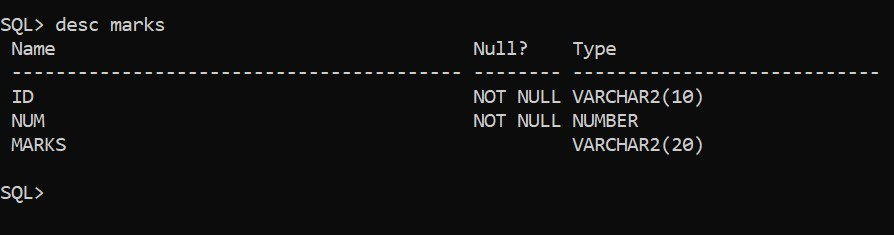 SQL> desc marks
 Name                                      Null?    Type
 ----------------------------------------- -------- ----------------------------
 ID                                        NOT NULL VARCHAR2(10)
 NUM                                       NOT NULL NUMBER
 MARKS                                              VARCHAR2(20)
SQL>